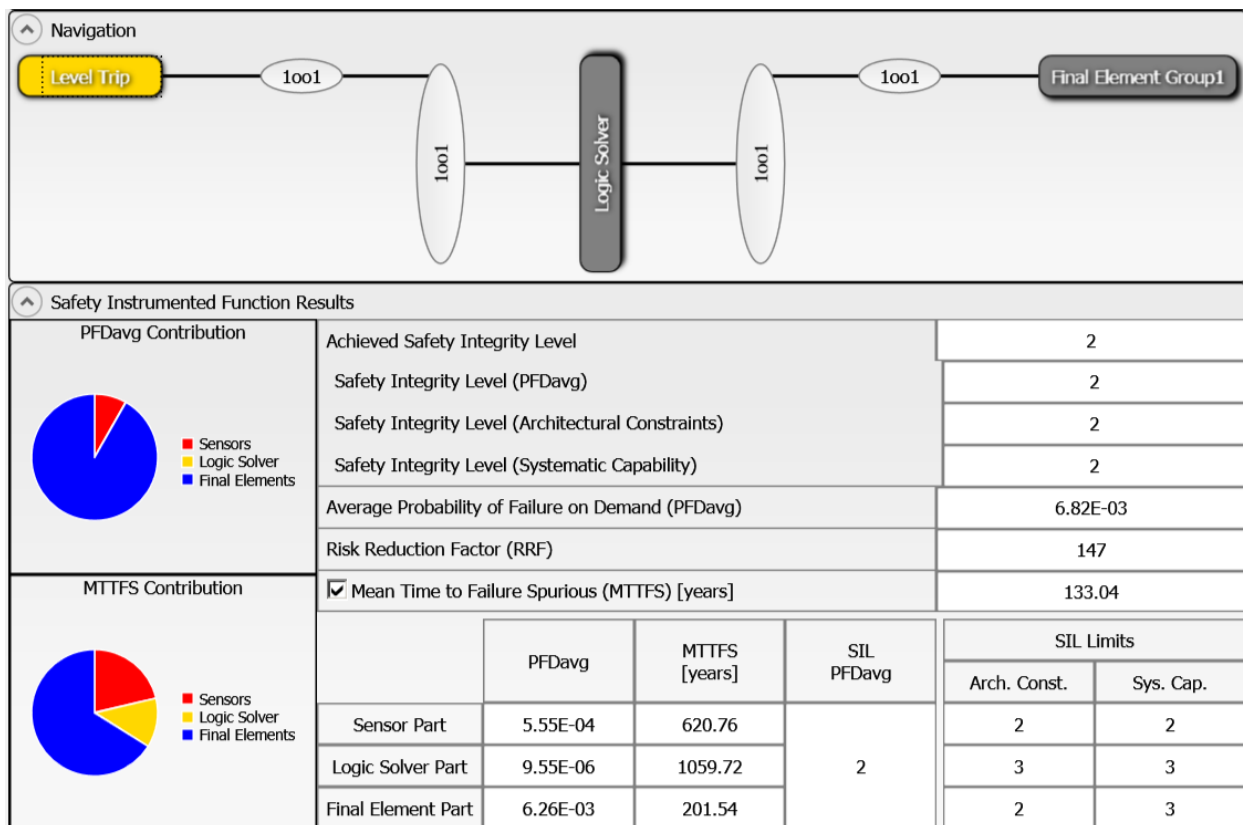 Navigation
Level Trip
1oo1
1oo1
Logic Solver
1oo1
1oo1
Final Element Group1
Safety Instrumented Function Results
PFDavg Contribution
Sensors
Logic Solver
Final Elements
MTTFS Contribution
Sensors
Logic Solver
Final Elements
Achieved Safety Integrity Level 2
Safety Integrity Level (PFDavg) 2
Safety Integrity Level (Architectural Constraints) 2
Safety Integrity Level (Systematic Capability) 2
Average Probability of Failure on Demand (PFDavg) 6.82E-03
Risk Reduction Factor (RRF) 147
Mean Time to Failure Spurious (MTTFS) [years] 133.04
PFDavg MTTFS [years] SIL PFDavg SIL Limits
Arch. Const. Sys. Cap.
Sensor Part 5.55E-04 620.76 2 2
Logic Solver Part 9.55E-06 1059.72 2 3 3
Final Element Part 6.26E-03 201.54 2 3